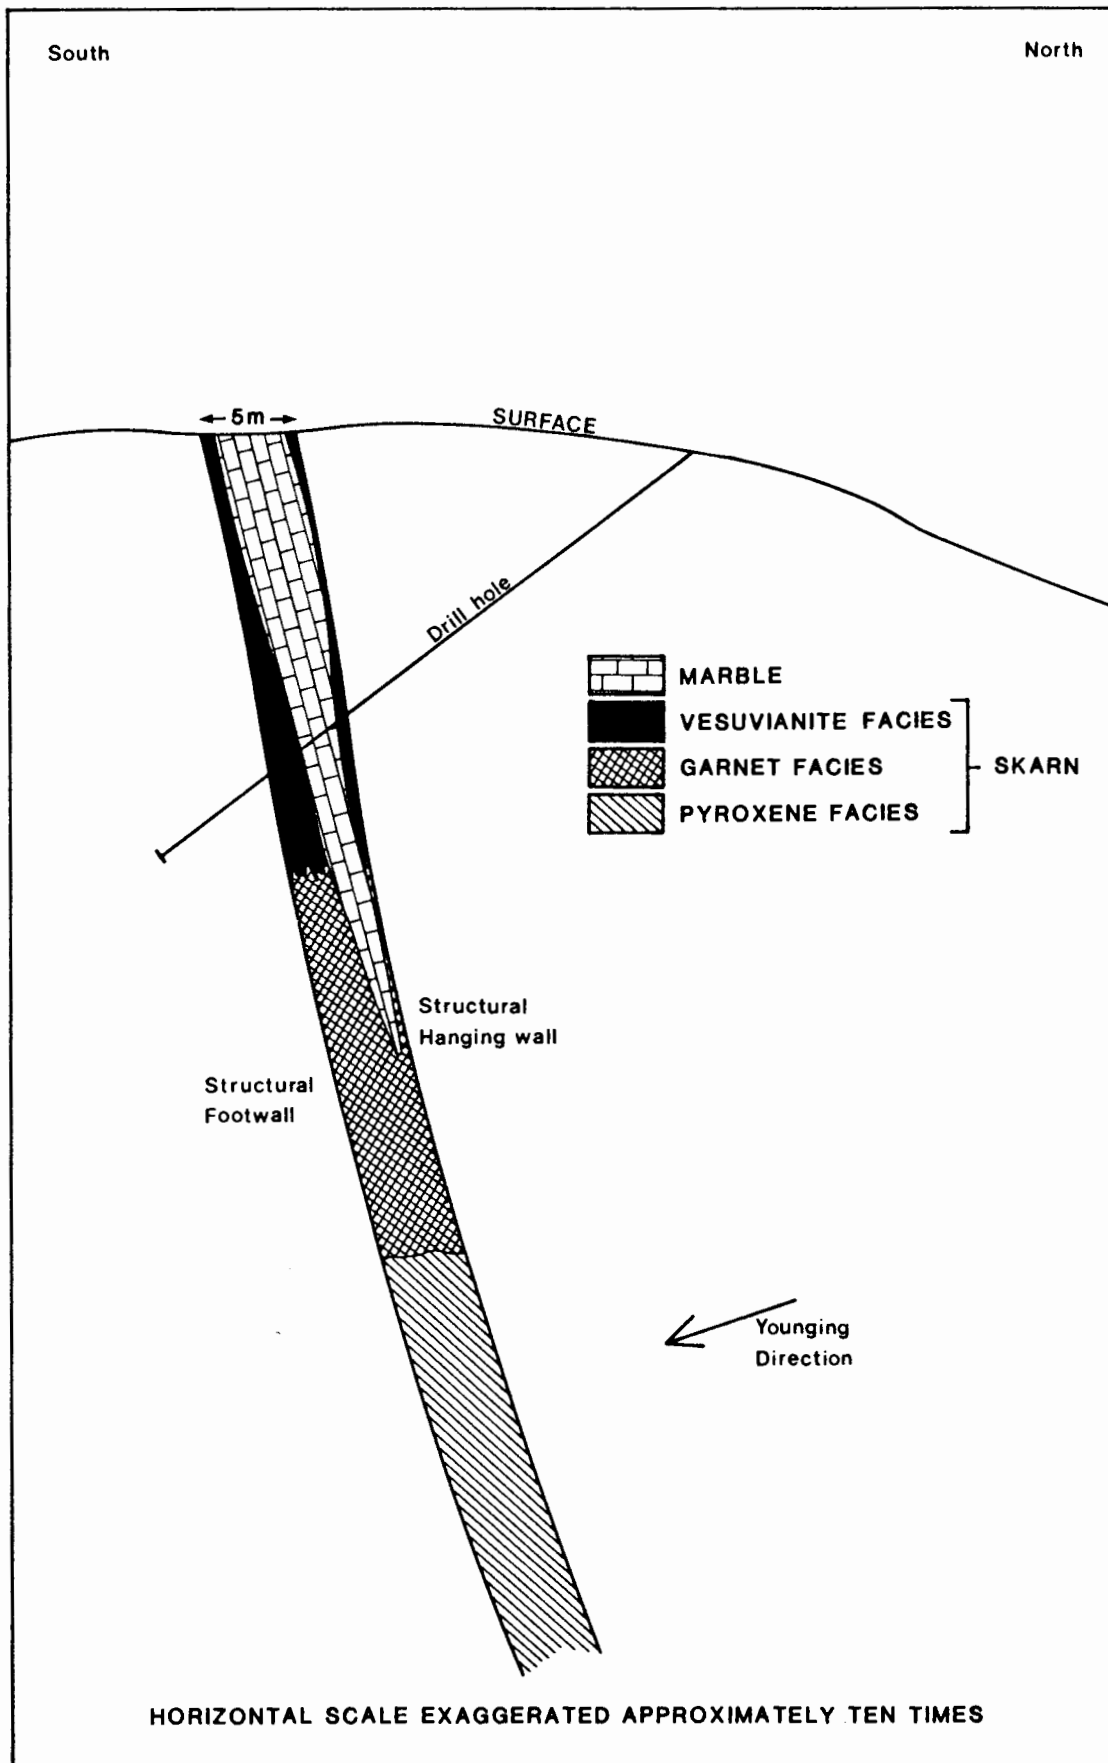 South
North
5m
SURFACE
Drill hole
MARBLE
VESUVIANITE FACIES
GARNET FACIES
SKARN
PYROXENE FACIES
Structural
Hanging wall
Structural
Footwall
Younging
Direction
HORIZONTAL SCALE EXAGGERATED APPROXIMATELY TEN TIMES